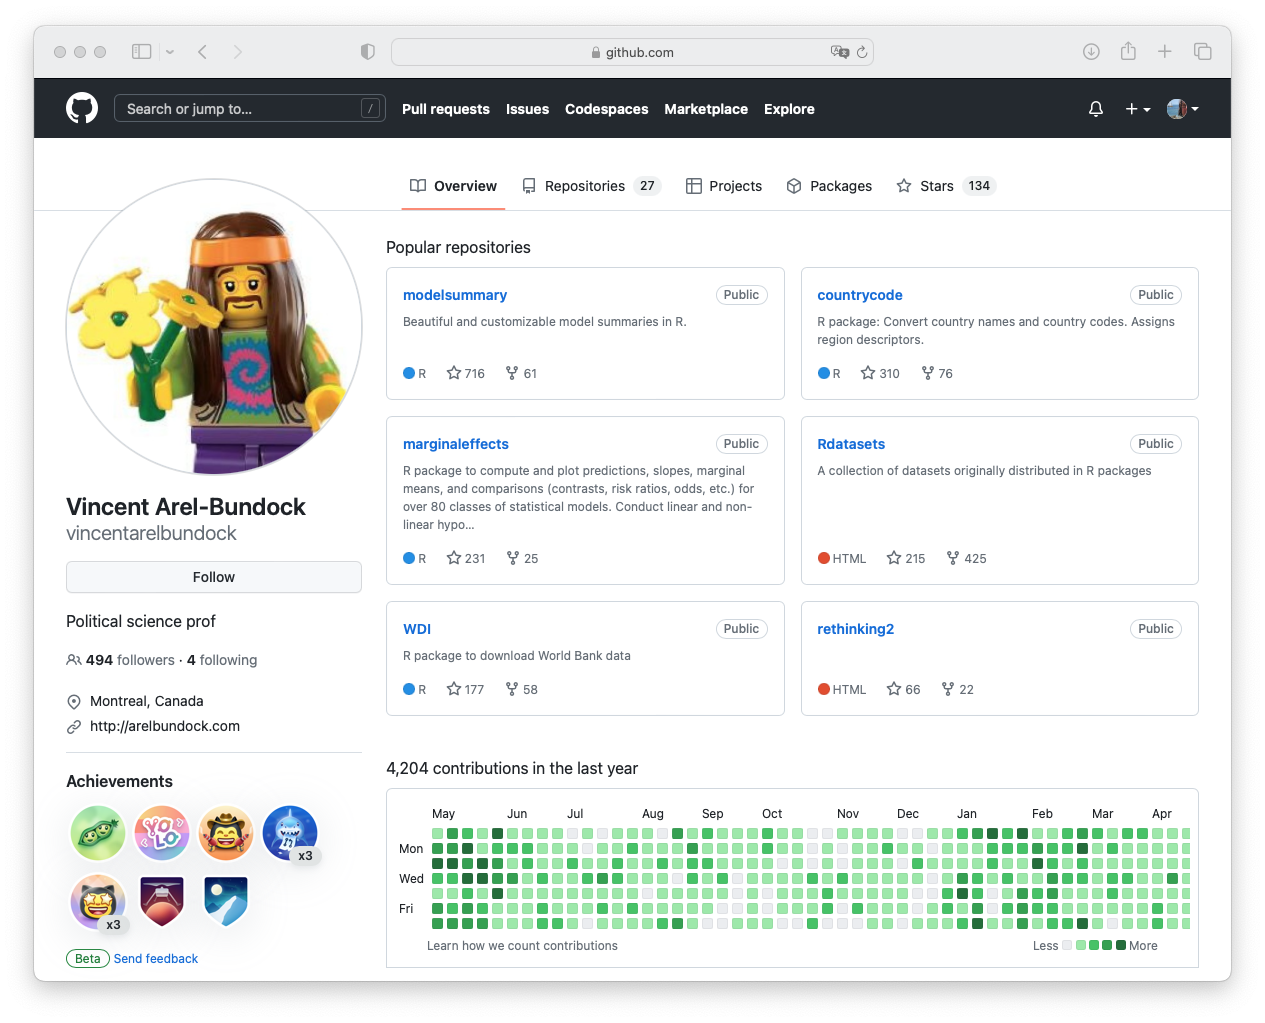 github.com
Search or jump to... /
Pull requests Issues Codespaces Marketplace Explore
Overview Repositories 27 Projects Packages Stars 134
Vincent Arel-Bundock
vincentarelbundock
Follow
Political science prof
494 followers · 4 following
Montreal, Canada
http://arelbundock.com
Achievements
YOLO
x3
x3
Beta Send feedback
Popular repositories
modelsummary Public
Beautiful and customizable model summaries in R.
R 716 61
countrycode Public
R package: Convert country names and country codes. Assigns
region descriptors.
R 310 76
marginaleffects Public
R package to compute and plot predictions, slopes, marginal
means, and comparisons (contrasts, risk ratios, odds, etc.) for
over 80 classes of statistical models. Conduct linear and non-
linear hypo...
R 231 25
Rdatasets Public
A collection of datasets originally distributed in R packages
HTML 215 425
WDI Public
R package to download World Bank data
R 177 58
rethinking2 Public
HTML 66 22
4,204 contributions in the last year
May Jun Jul Aug Sep Oct Nov Dec Jan Feb Mar Apr
Mon
Wed
Fri
Learn how we count contributions
Less More